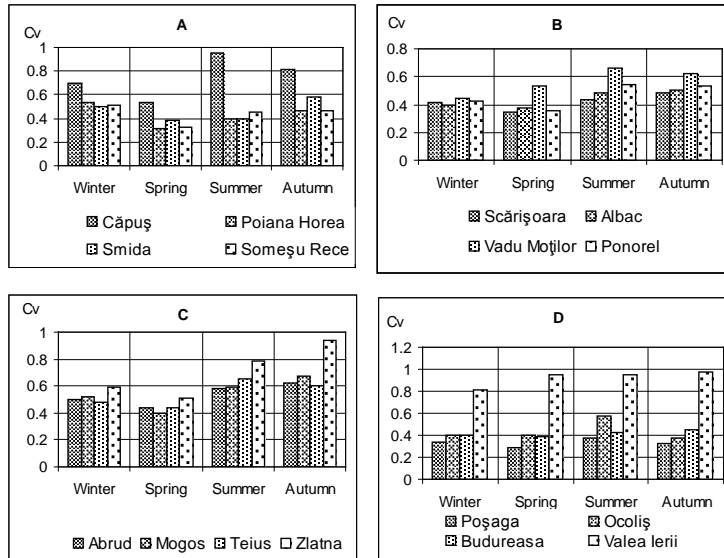 A
Cv
1
0.8
0.6
0.4
0.2
0
Winter Spring Summer Autumn
Căpuş Poiana Horea
Smida Someşu Rece
B
Cv
0.8
0.6
0.4
0.2
0
Winter Spring Summer Autumn
Scărişoara Albac
Vadu Moţilor Ponorel
C
Cv
1
0.8
0.6
0.4
0.2
0
Winter Spring Summer Autumn
Abrud Mogos Teius Zlatna
D
Cv
1.2
1
0.8
0.6
0.4
0.2
0
Winter Spring Summer Autumn
Poşaga Ocoliş
Budureasa Valea Ierii